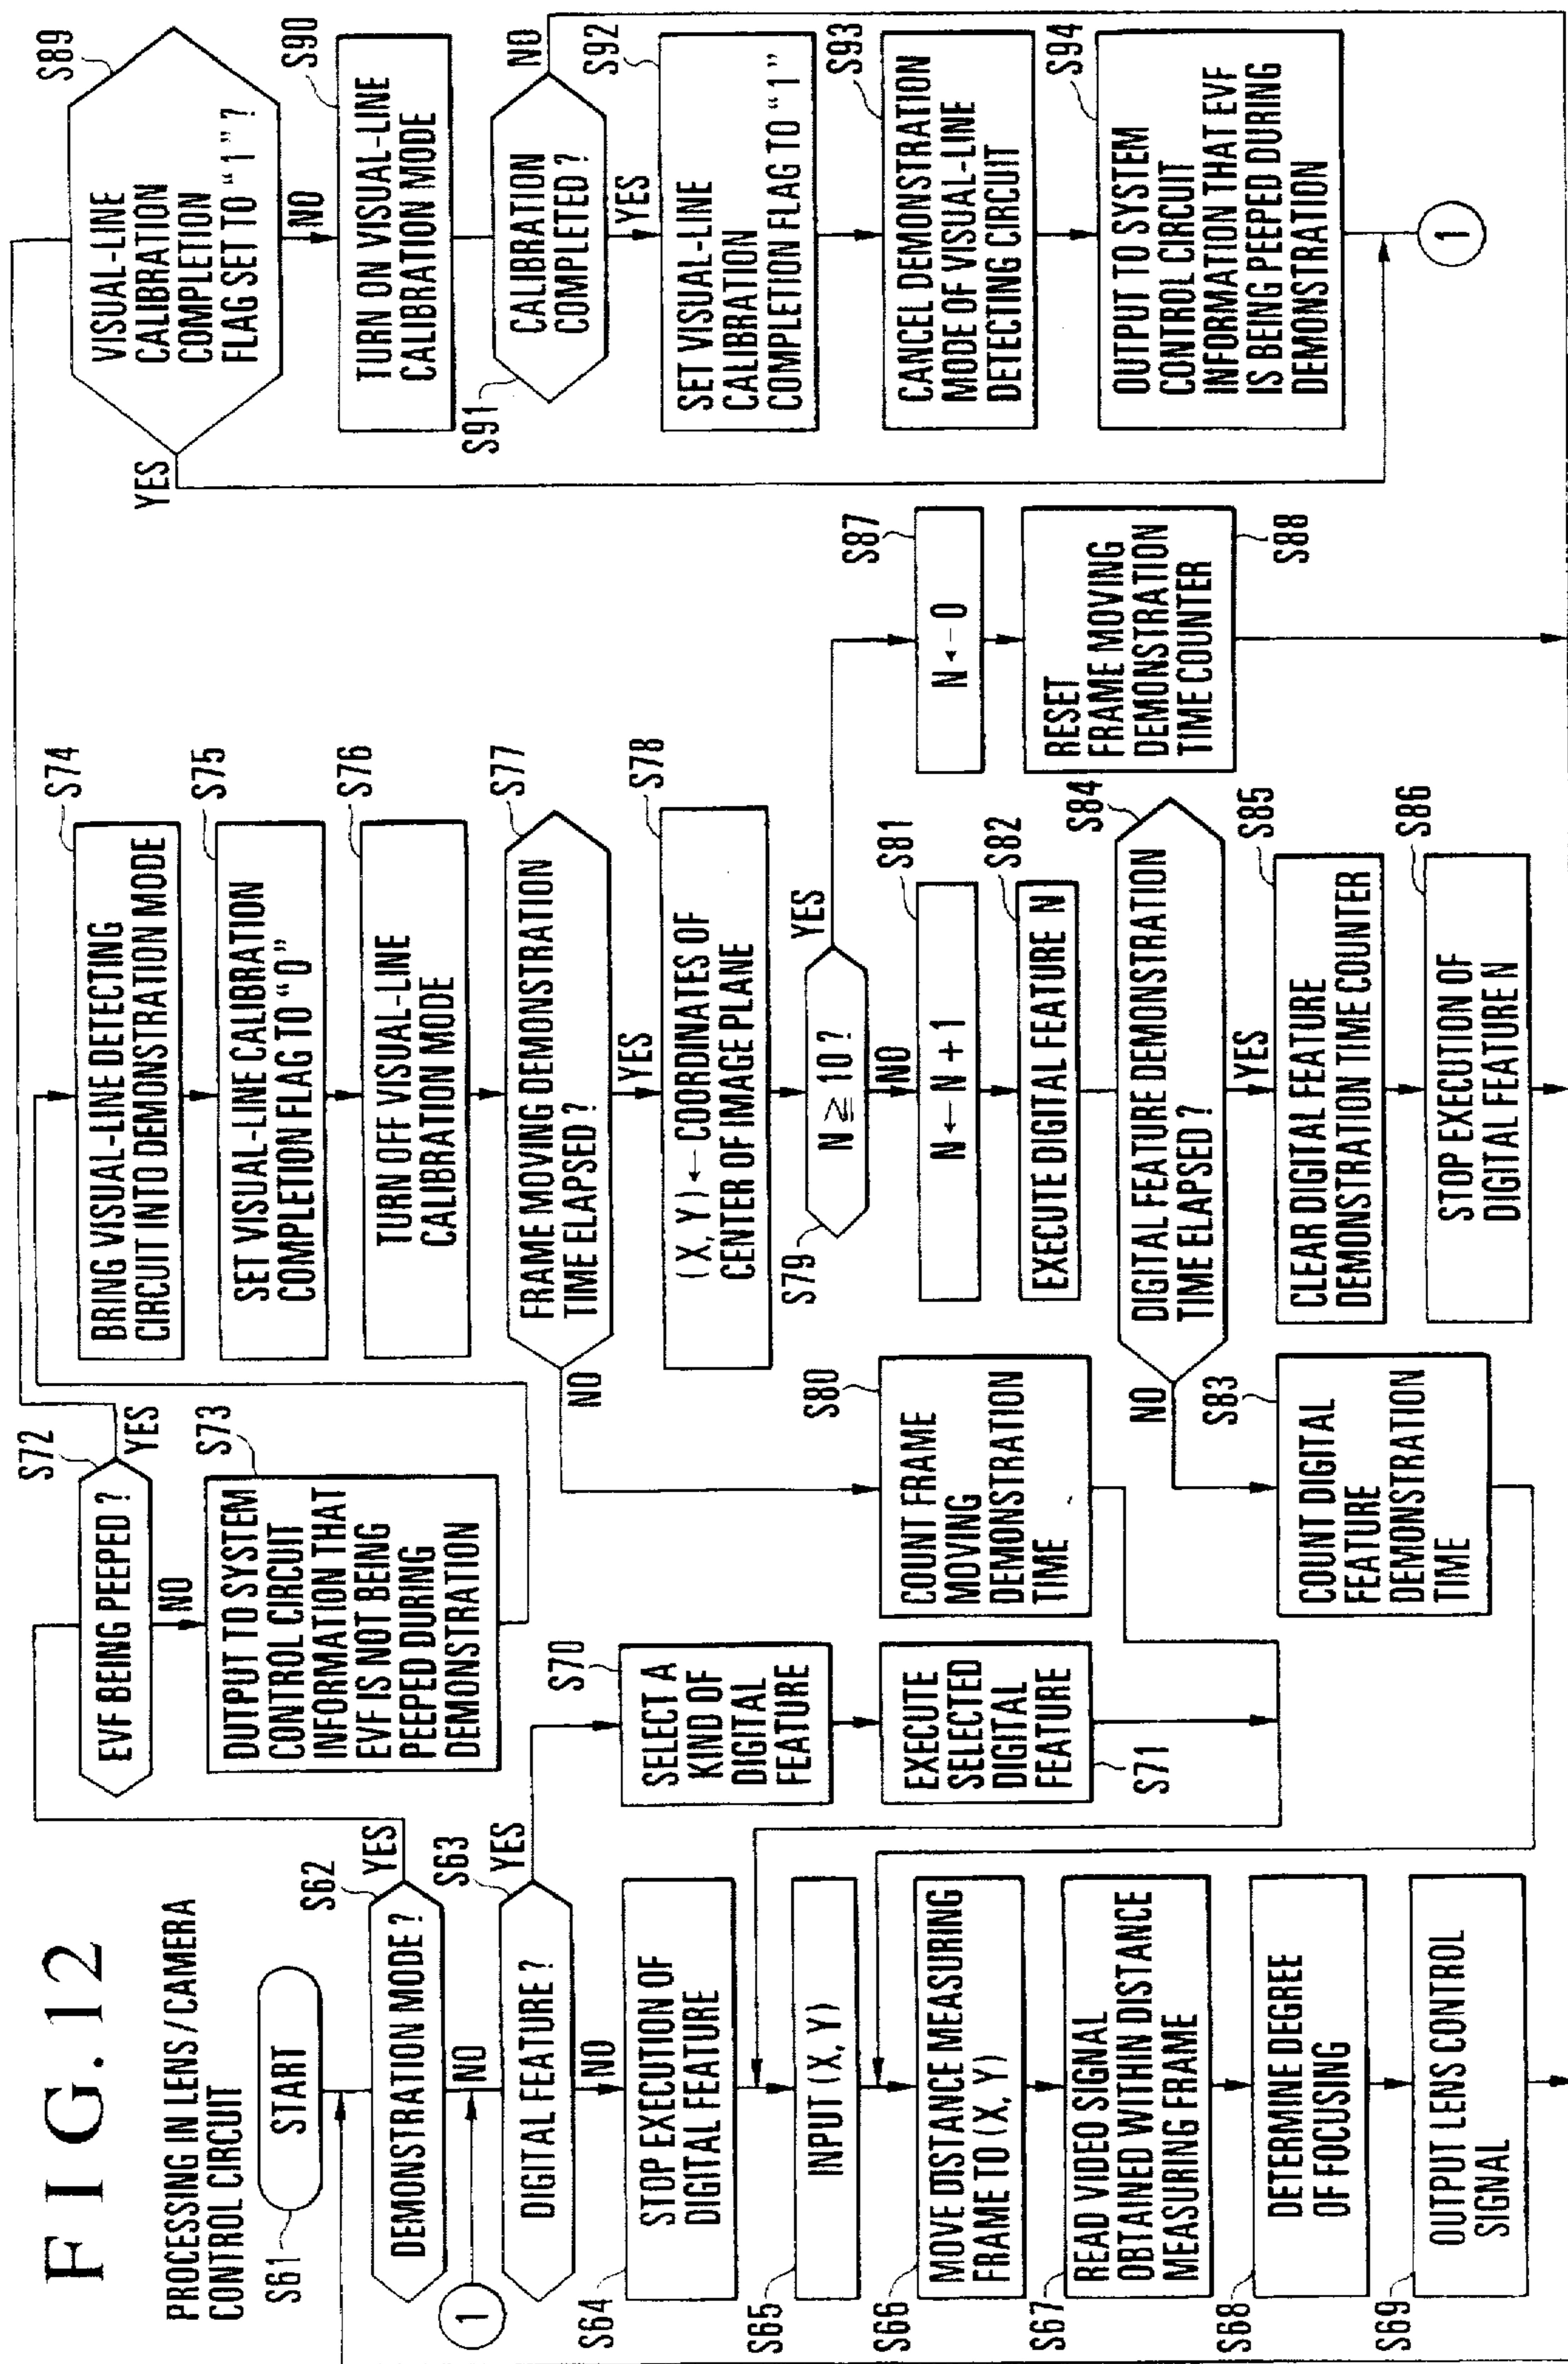 FIG.12
PROCESSING IN LENS / CAMERA
CONTROL CIRCUIT
S61
START
S62
DEMONSTRATION MODE ?
YES
NO
1
S63
DIGITAL FEATURE ?
YES
NO
S64
STOP EXECUTION OF
DIGITAL FEATURE
S65
INPUT (X, Y)
S66
MOVE DISTANCE MEASURING
FRAME TO (X, Y)
S67
READ VIDEO SIGNAL
OBTAINED WITHIN DISTANCE
MEASURING FRAME
S68
DETERMINE DEGREE
OF FOCUSING
S69
OUTPUT LENS CONTROL
SIGNAL
S70
SELECT A
KIND OF
DIGITAL
FEATURE
EXECUTE
SELECTED
DIGITAL
FEATURE
S71
S72
EVF BEING PEEPED ?
YES
NO
S73
OUTPUT TO SYSTEM
CONTROL CIRCUIT
INFORMATION THAT
EVF IS NOT BEING
PEEPED DURING
DEMONSTRATION
S74
BRING VISUAL-LINE DETECTING
CIRCUIT INTO DEMONSTRATION MODE
S75
SET VISUAL-LINE CALIBRATION
COMPLETION FLAG TO "0"
S76
TURN OFF VISUAL-LINE
CALIBRATION MODE
S77
FRAME MOVING DEMONSTRATION
TIME ELAPSED ?
NO
YES
S78
(X, Y) ← COORDINATES OF
CENTER OF IMAGE PLANE
S79
N ≧ 10 ?
YES
NO
S80
COUNT FRAME
MOVING
DEMONSTRATION
TIME
S81
N ← N + 1
S82
EXECUTE DIGITAL FEATURE N
S84
DIGITAL FEATURE DEMONSTRATION
TIME ELAPSED ?
NO
YES
S83
COUNT DIGITAL
FEATURE
DEMONSTRATION
TIME
S85
CLEAR DIGITAL FEATURE
DEMONSTRATION TIME COUNTER
S86
STOP EXECUTION OF
DIGITAL FEATURE N
S87
N ← 0
RESET
FRAME MOVING
DEMONSTRATION
TIME COUNTER
S88
S89
VISUAL-LINE
CALIBRATION
COMPLETION
FLAG SET TO "1" ?
YES
NO
S90
TURN ON VISUAL-LINE
CALIBRATION MODE
S91
CALIBRATION
COMPLETED ?
NO
YES
S92
SET VISUAL-LINE
CALIBRATION
COMPLETION FLAG TO "1"
S93
CANCEL DEMONSTRATION
MODE OF VISUAL-LINE
DETECTING CIRCUIT
S94
OUTPUT TO SYSTEM
CONTROL CIRCUIT
INFORMATION THAT EVF
IS BEING PEEPED DURING
DEMONSTRATION
1